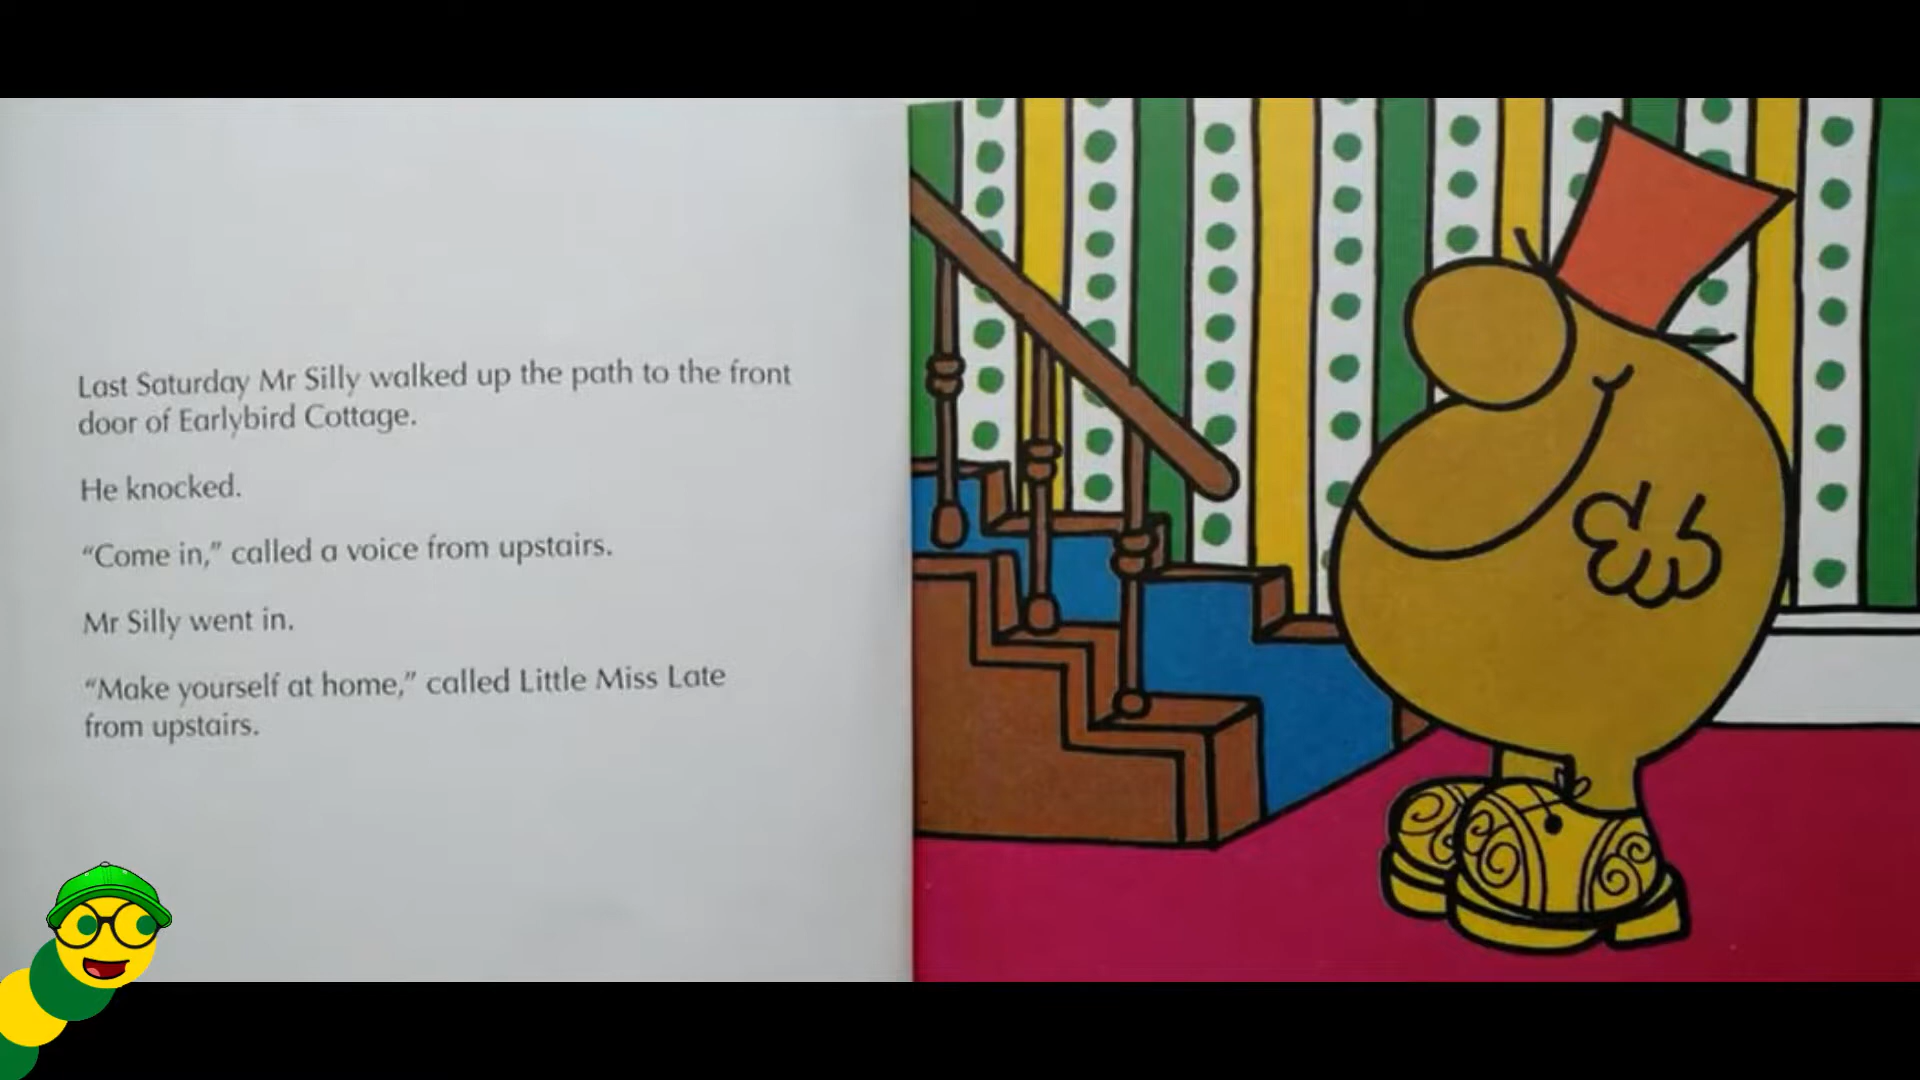 Last Saturday Mr Silly walked up the path to the front
door of Earlybird Cottage.
He knocked.
“Come in,” called a voice from upstairs.
Mr Silly went in.
“Make yourself at home,” called Little Miss Late
from upstairs.